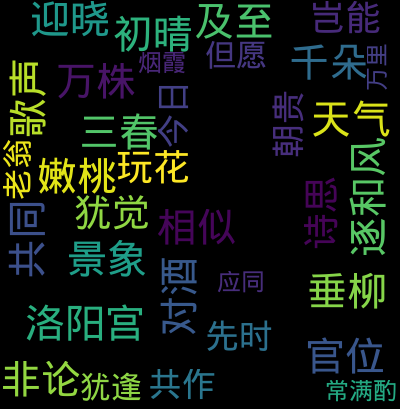 迎晓
初晴
及至
岂能
烟霞
但愿
千朵
万里
万株
今日
朝贵
天气
歌声
三春
老翁
嫩桃
玩花
逐和风
犹觉
相似
诗思
共同
景象
对酒
应同
垂柳
洛阳宫
先时
官位
非论
犹逢
共作
常满酌